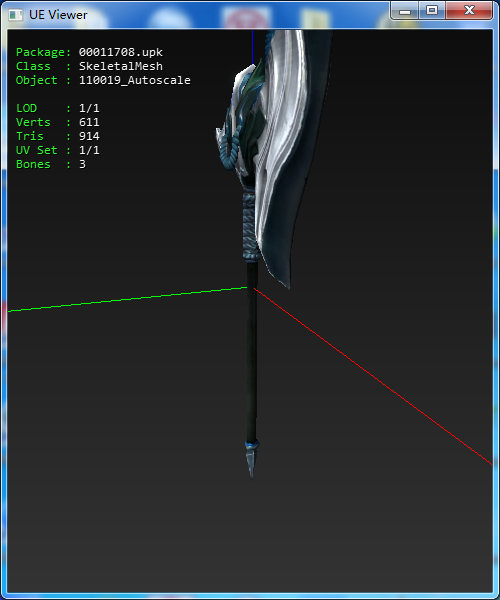 UE Viewer
Package: 00011708.upk
Class : SkeletalMesh
Object : 110019_Autoscale
LOD : 1/1
Verts : 611
Tris : 914
UV Set : 1/1
Bones : 3